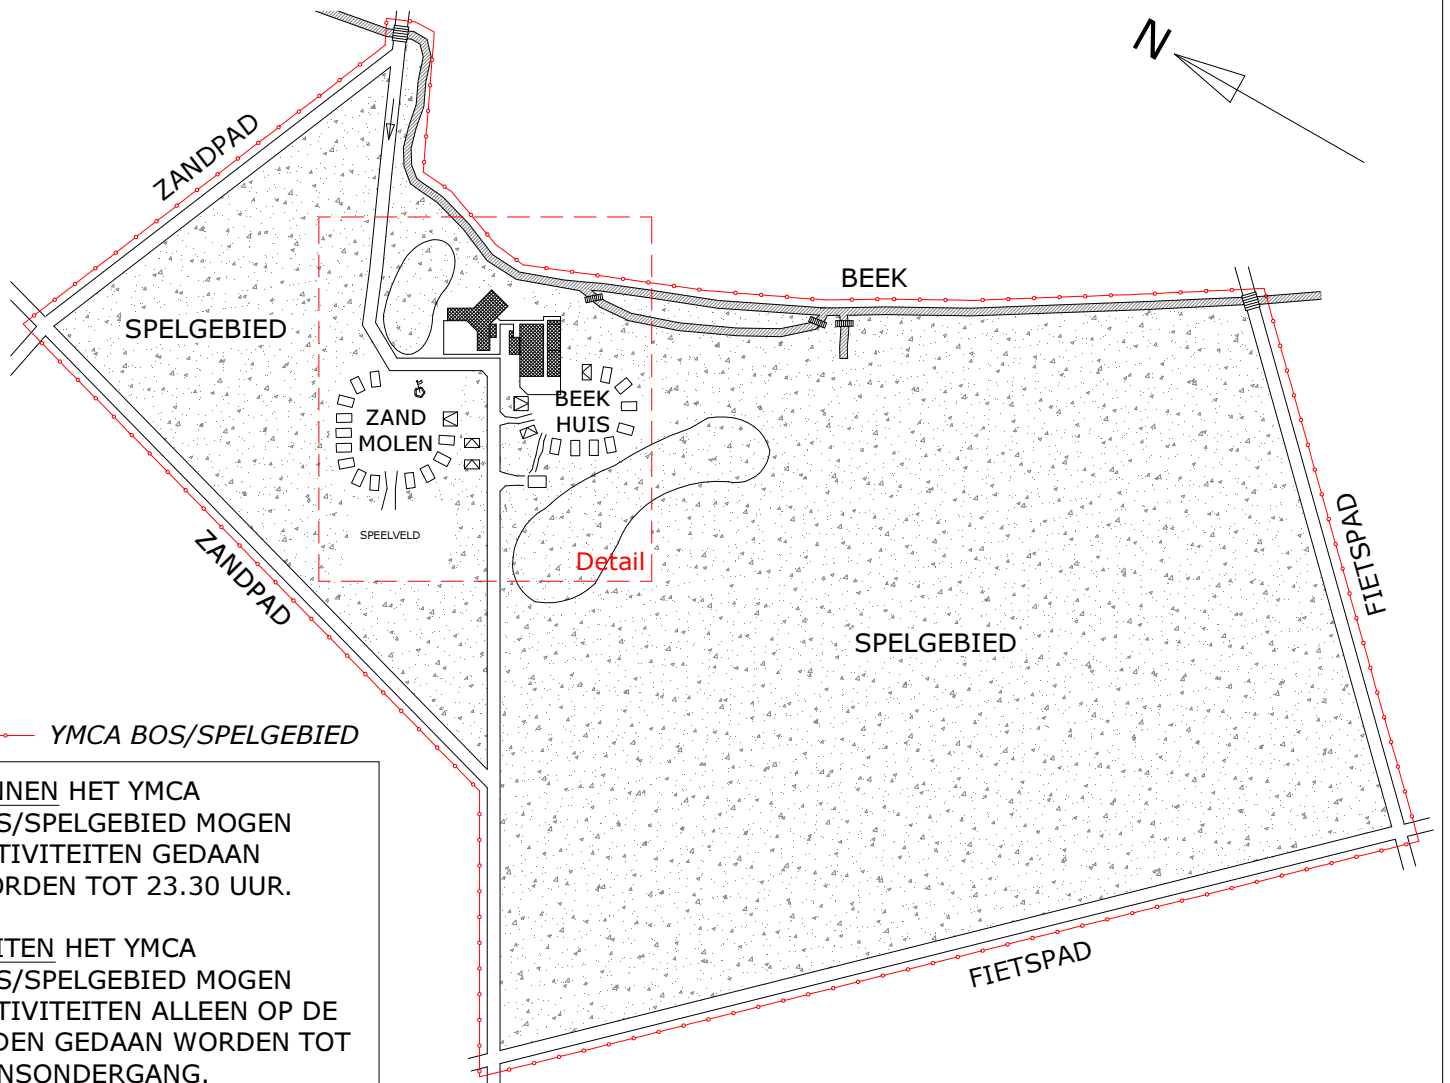 N
ZANDPAD
BEEK
SPELGEBIED
BEEK
HUIS
ZAND
MOLEN
SPEELVELD
Detail
ZANDPAD
FIETSPAD
SPELGEBIED
YMCA BOS/SPELGEBIED
NNEN HET YMCA
S/SPELGEBIED MOGEN
TIVITEITEN GEDAAN
ORDEN TOT 23.30 UUR.
ITEN HET YMCA
S/SPELGEBIED MOGEN
TIVITEITEN ALLEEN OP DE
DEN GEDAAN WORDEN TOT
NSONDERGANG.
FIETSPAD